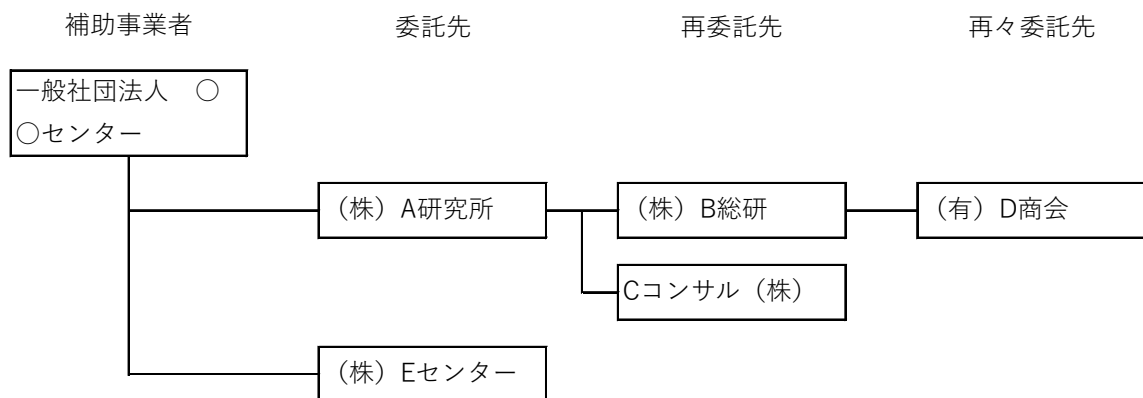 補助事業者 委託先 再委託先 再々委託先
一般社団法人　○
○センター
（株）A研究所
（株）B総研
（有）D商会
Cコンサル（株）
（株）Eセンター